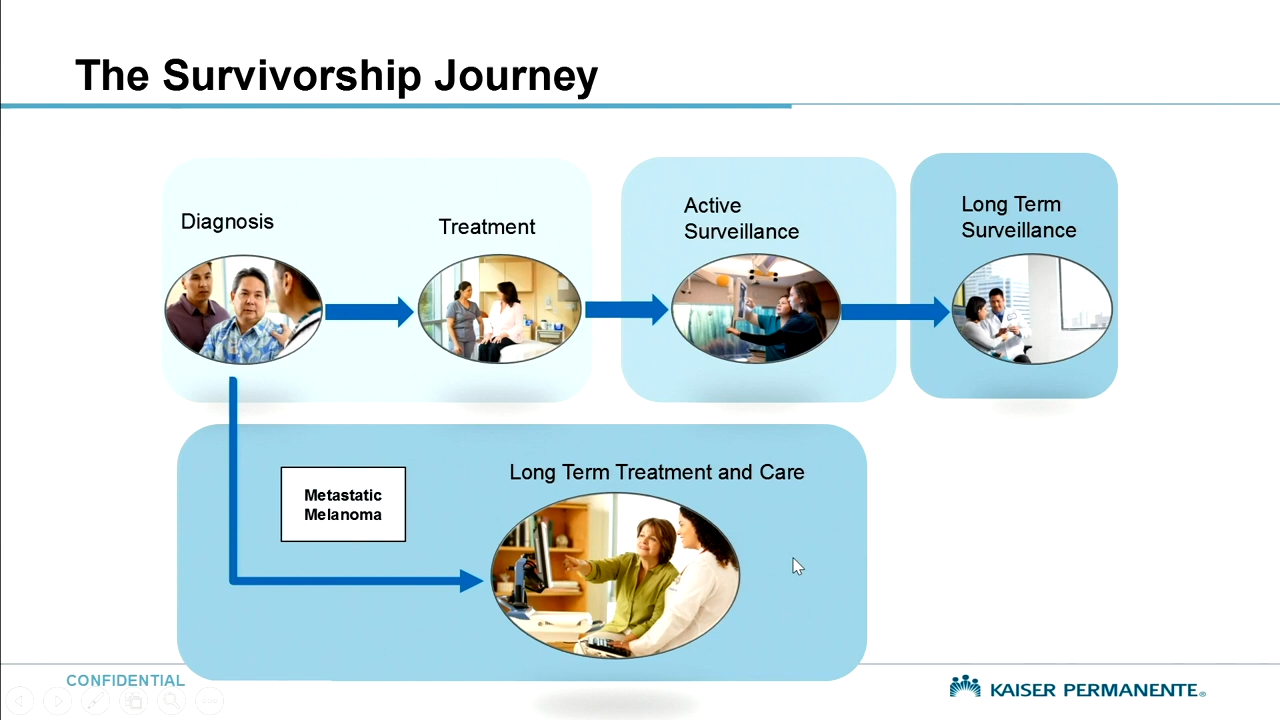 The Survivorship Journey
Diagnosis
Treatment
Active
Surveillance
Long Term
Surveillance
Metastatic
Melanoma
Long Term Treatment and Care
CONFIDENTIAL
KAISER PERMANENTE®